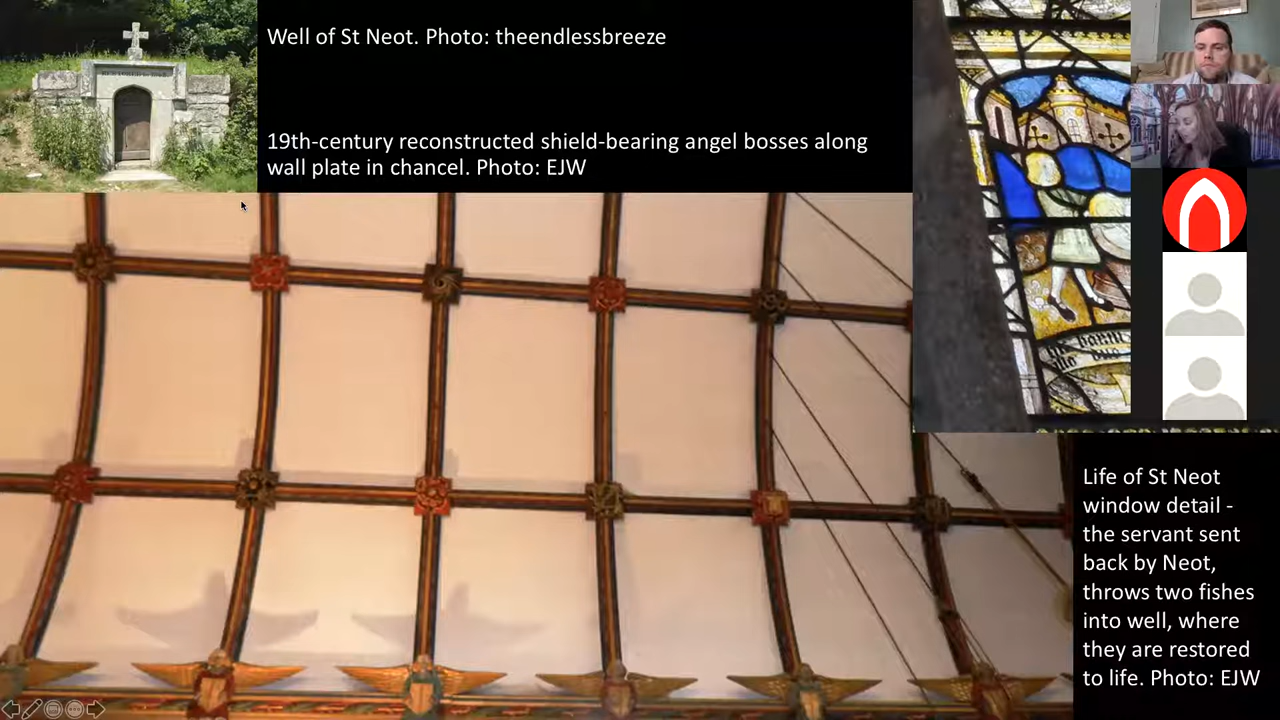 Well of St Neot. Photo: theendlessbreeze
19th-century reconstructed shield-bearing angel bosses along
wall plate in chancel. Photo: EJW
Life of St Neot
window detail -
the servant sent
back by Neot,
throws two fishes
into well, where
they are restored
to life. Photo: EJW